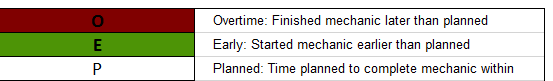 O Overtime: Finished mechanic later than planned
E Early: Started mechanic earlier than planned
P Planned: Time planned to complete mechanic within